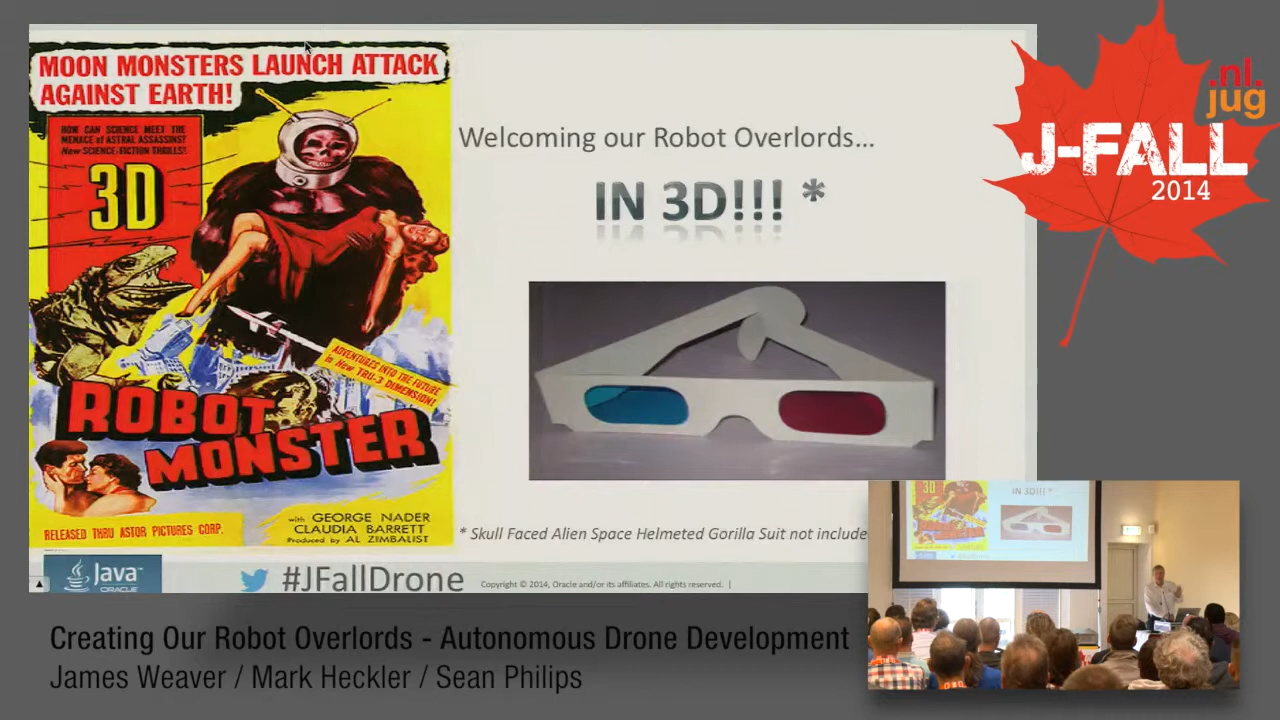 MOON MONSTERS LAUNCH ATTACK
AGAINST EARTH!
HOW CAN SCIENCE MEET THE
MENACE of ASTRAL ASSASSINS?
New SCIENCE-FICTION THRILLS!
3D
ADVENTURES INTO THE FUTURE
in New TRU-3 DIMENSION!
ROBOT
MONSTER
RELEASED THRU ASTOR PICTURES CORP.
with GEORGE NADER
CLAUDIA BARRETT
Produced by AL ZIMBALIST
Welcoming our Robot Overlords...
IN 3D!!! *
* Skull Faced Alien Space Helmeted Gorilla Suit not include
Java
ORACLE
#JFallDrone
Copyright © 2014, Oracle and/or its affiliates. All rights reserved. |
.nl.
jug
J-FALL
2014
3D
IN 3D!!! *
Creating Our Robot Overlords - Autonomous Drone Development
James Weaver / Mark Heckler / Sean Philips